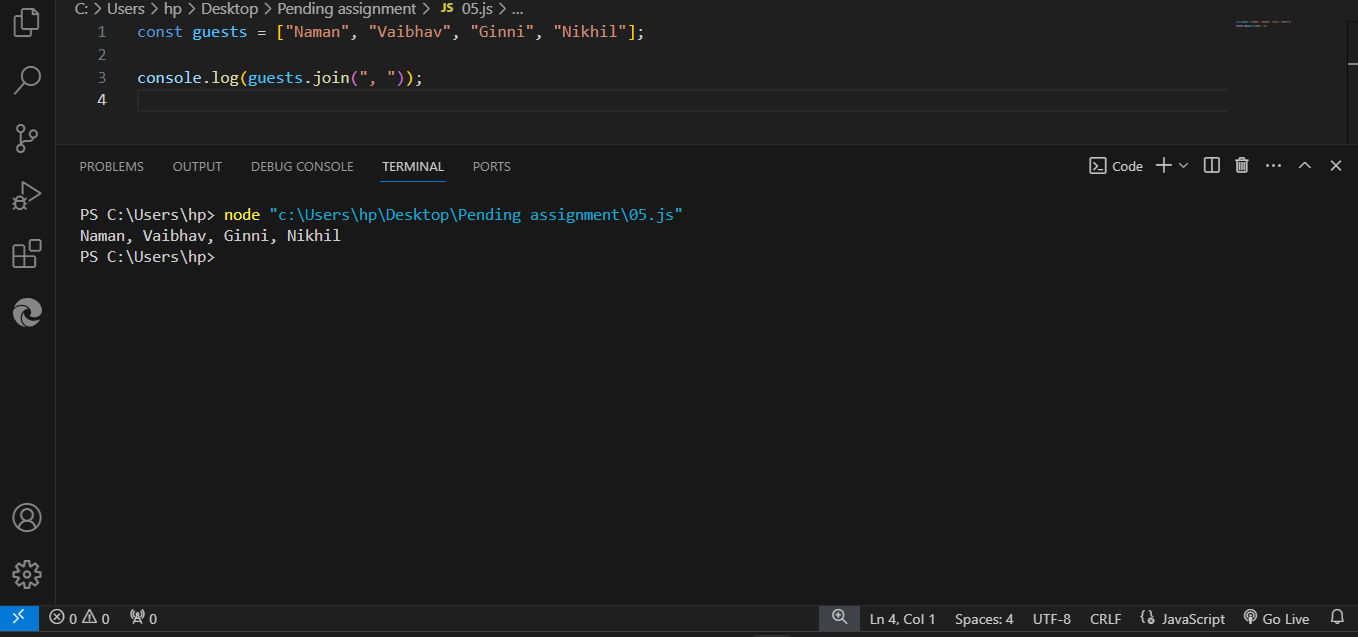 C: > Users > hp > Desktop > Pending assignment > JS 05.js > ...
1 const guests = ["Naman", "Vaibhav", "Ginni", "Nikhil"];
2
3 console.log(guests.join(", "));
4
PROBLEMS OUTPUT DEBUG CONSOLE TERMINAL PORTS Code
PS C:\Users\hp> node "c:\Users\hp\Desktop\Pending assignment\05.js"
Naman, Vaibhav, Ginni, Nikhil
PS C:\Users\hp>
0 0 0 Ln 4, Col 1 Spaces: 4 UTF-8 CRLF JavaScript Go Live